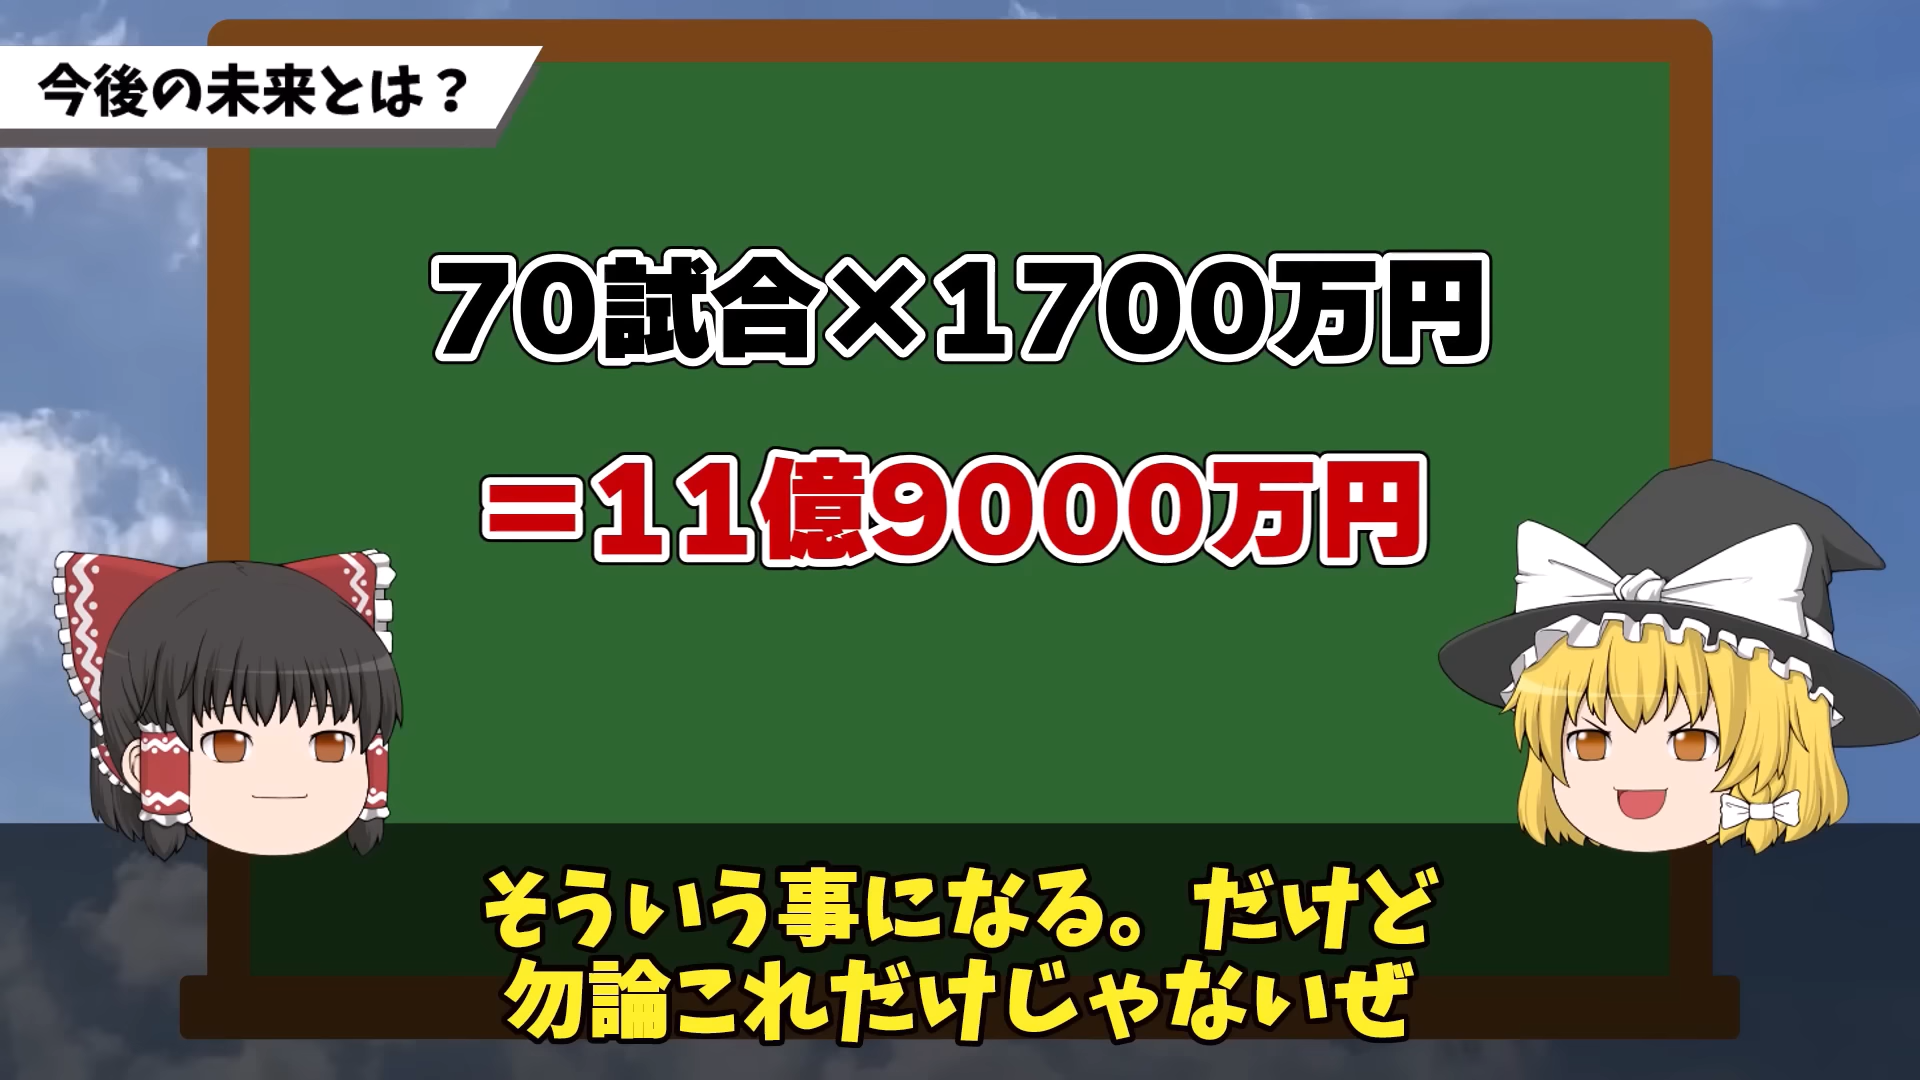 今後の未来とは？
70試合×1700万円
＝11億9000万円
そういう事になる。だけど
勿論これだけじゃないぜ